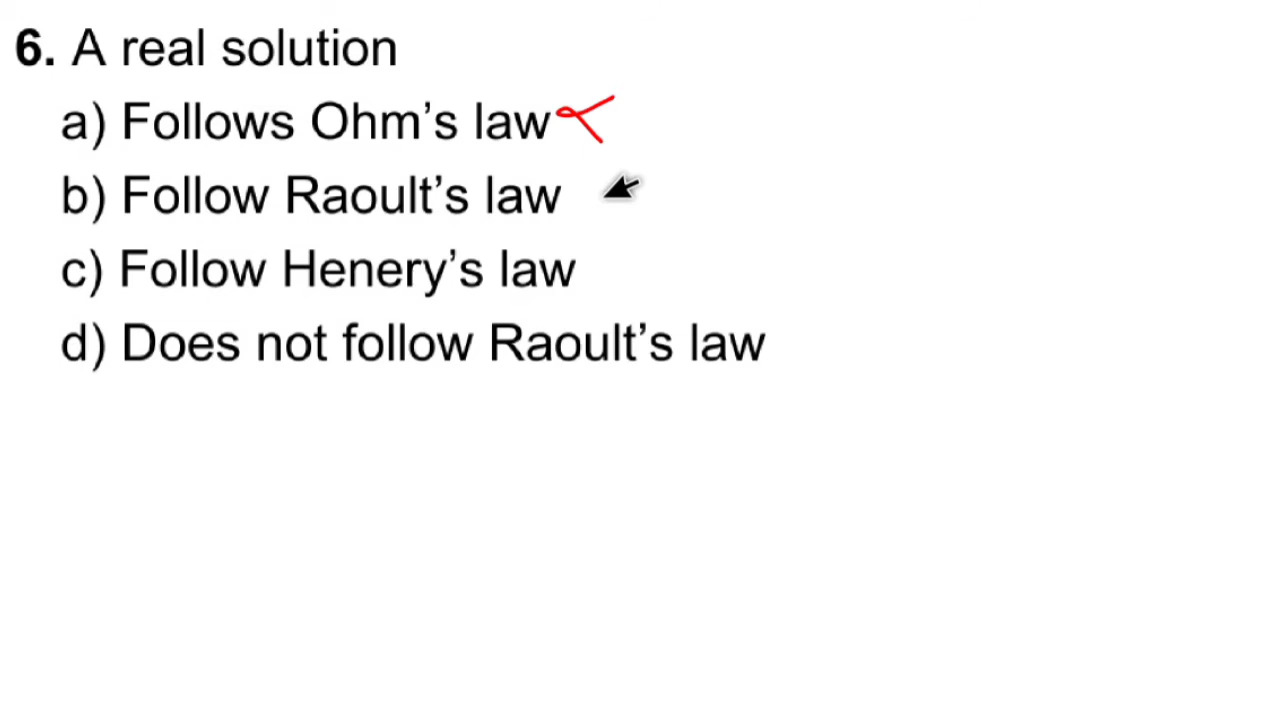 6. A real solution
a) Follows Ohm’s law
b) Follow Raoult’s law
c) Follow Henery’s law
d) Does not follow Raoult’s law